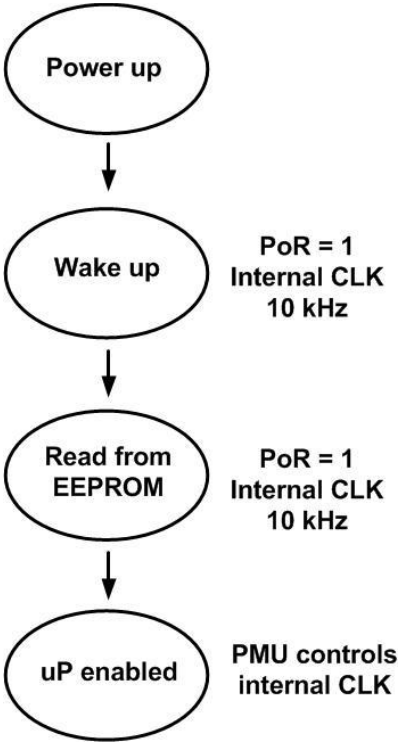 Power up
Wake up
PoR = 1
Internal CLK
10 kHz
Read from
EEPROM
PoR = 1
Internal CLK
10 kHz
uP enabled
PMU controls
internal CLK